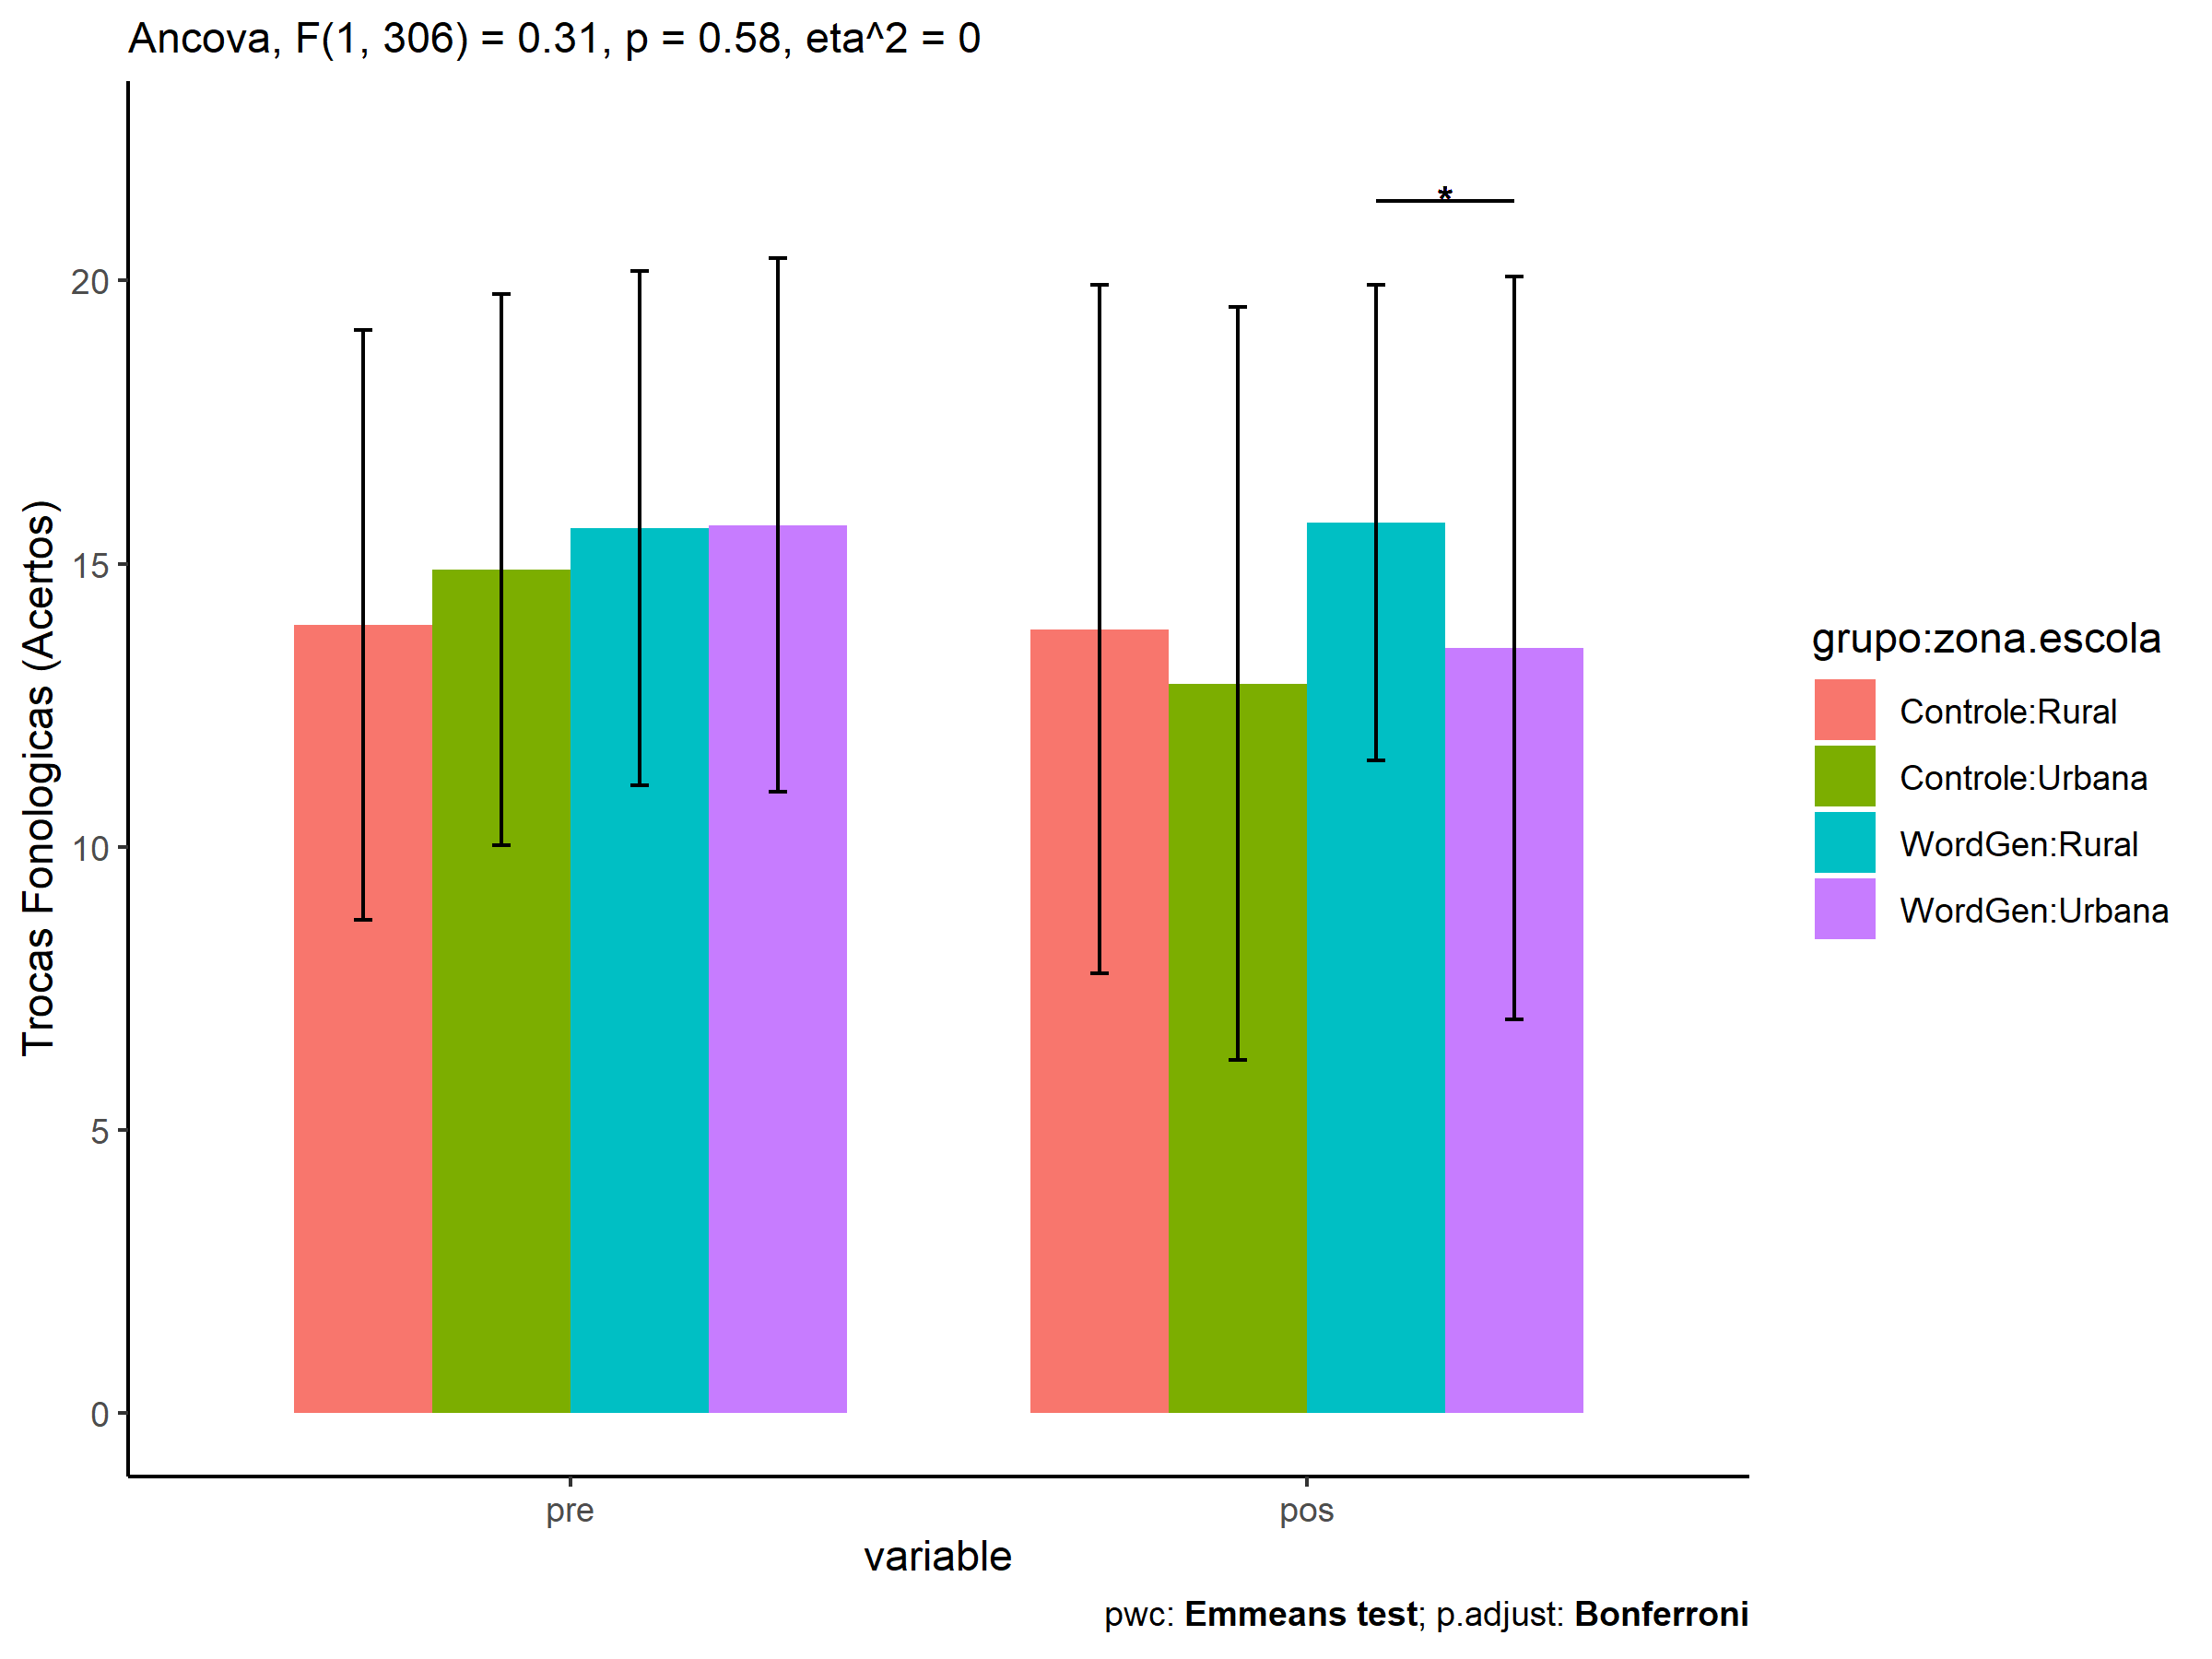 Ancova, F(1, 306) = 0.31, p = 0.58, eta^2 = 0
Trocas Fonologicas (Acertos)
20
15
10
5
0
*
pre
pos
variable
grupo:zona.escola
Controle:Rural
Controle:Urbana
WordGen:Rural
WordGen:Urbana
pwc: Emmeans test; p.adjust: Bonferroni